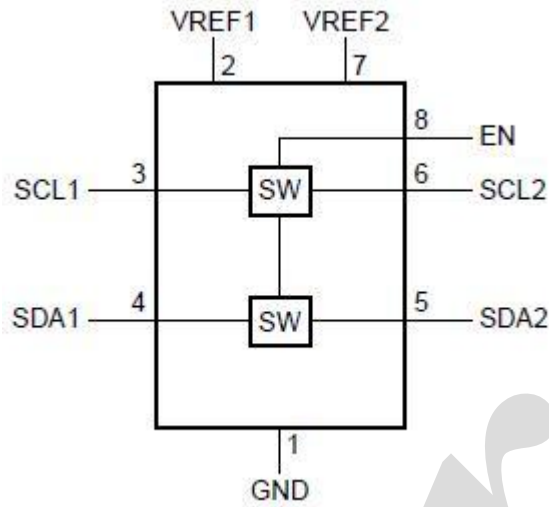 VREF1 VREF2
2 7
8 EN
SCL1 3 SW 6 SCL2
SDA1 4 SW 5 SDA2
1
GND